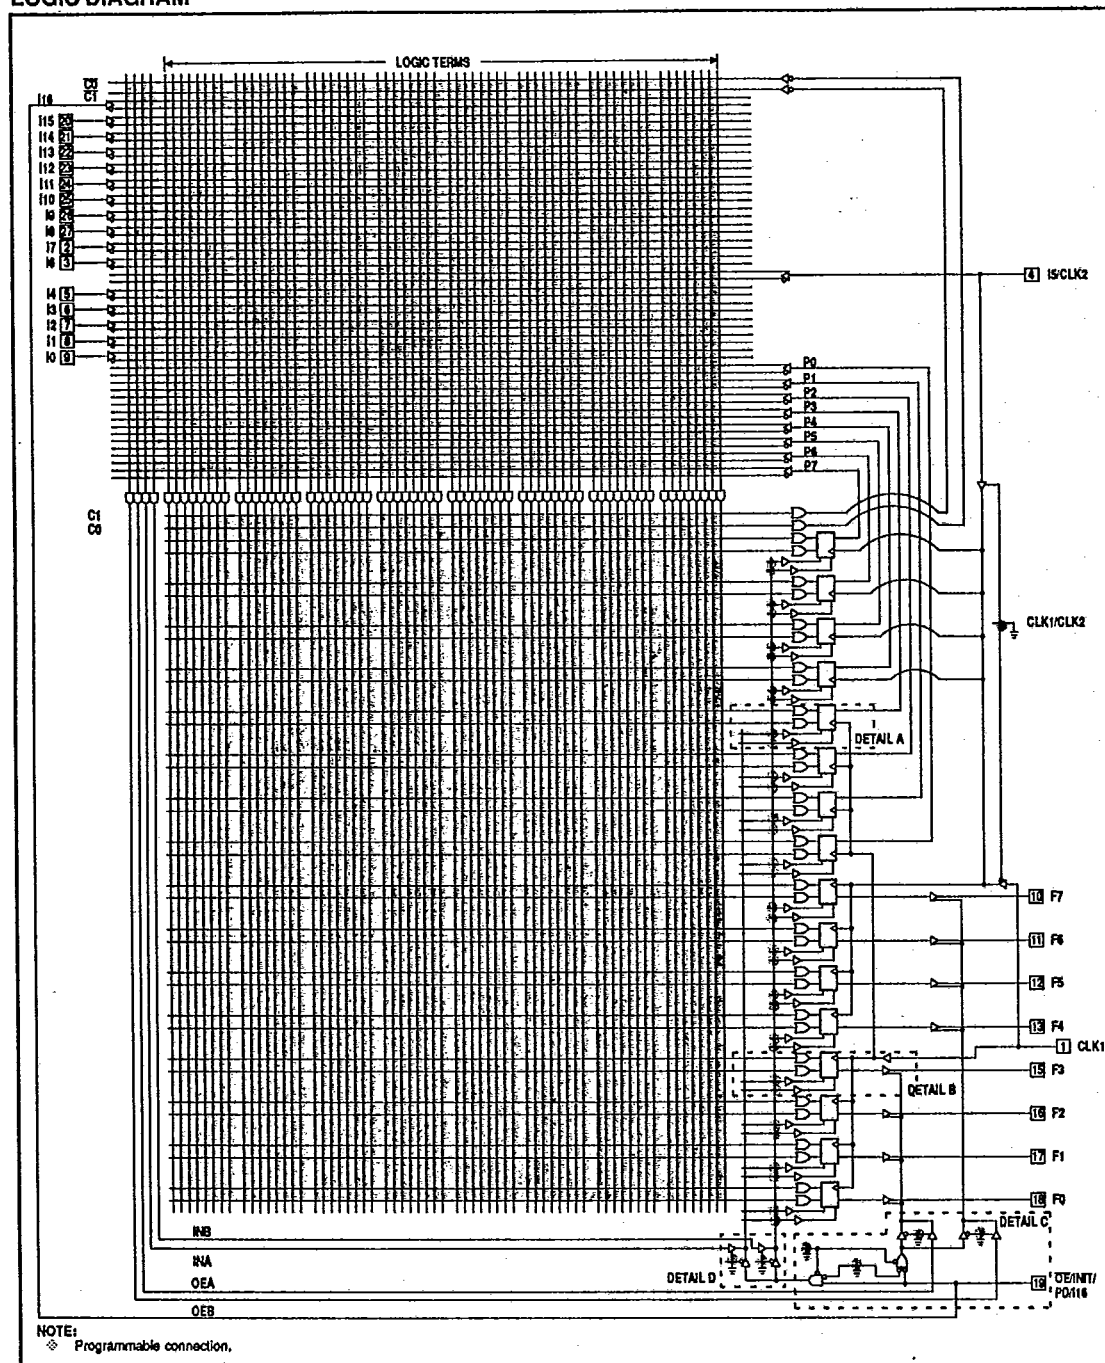 LOGIC DIAGRAM
LOGIC TERMS
C0
C1
I16
I15 20
I14 21
I13 22
I12 23
I11 24
I10 25
I9 26
I8 27
I7 2
I6 3
4 I5/CLK2
I4 5
I3 6
I2 7
I1 8
I0 9
P0
P1
P2
P3
P4
P5
P6
P7
C1
C0
CLK1/CLK2
DETAIL A
10 F7
11 F6
12 F5
13 F4
1 CLK1
15 F3
DETAIL B
16 F2
17 F1
18 F0
DETAIL C
INB
INA
DETAIL D
OEA
19 OE/INIT/
PD/I16
OEB
NOTE:
Programmable connection.